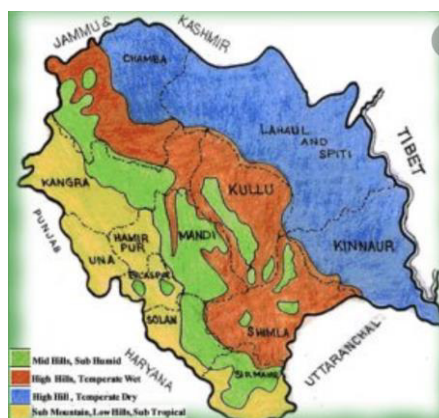 JAMMU & KASHMIR
CHAMBA
LAHAUL
AND
SPITI
TIBET
KANGRA
KULLU
PUNJAB
HAMIR
PUR
MANDI
KINNAUR
UNA
BILASPUR
SOLAN
SHIMLA
HARYANA
SIRMAUR
UTTARANCHAL
Mid Hills, Sub Humid
High Hills, Temperate Wet
High Hill , Temperate Dry
Sub Mountain, Low Hills, Sub Tropical